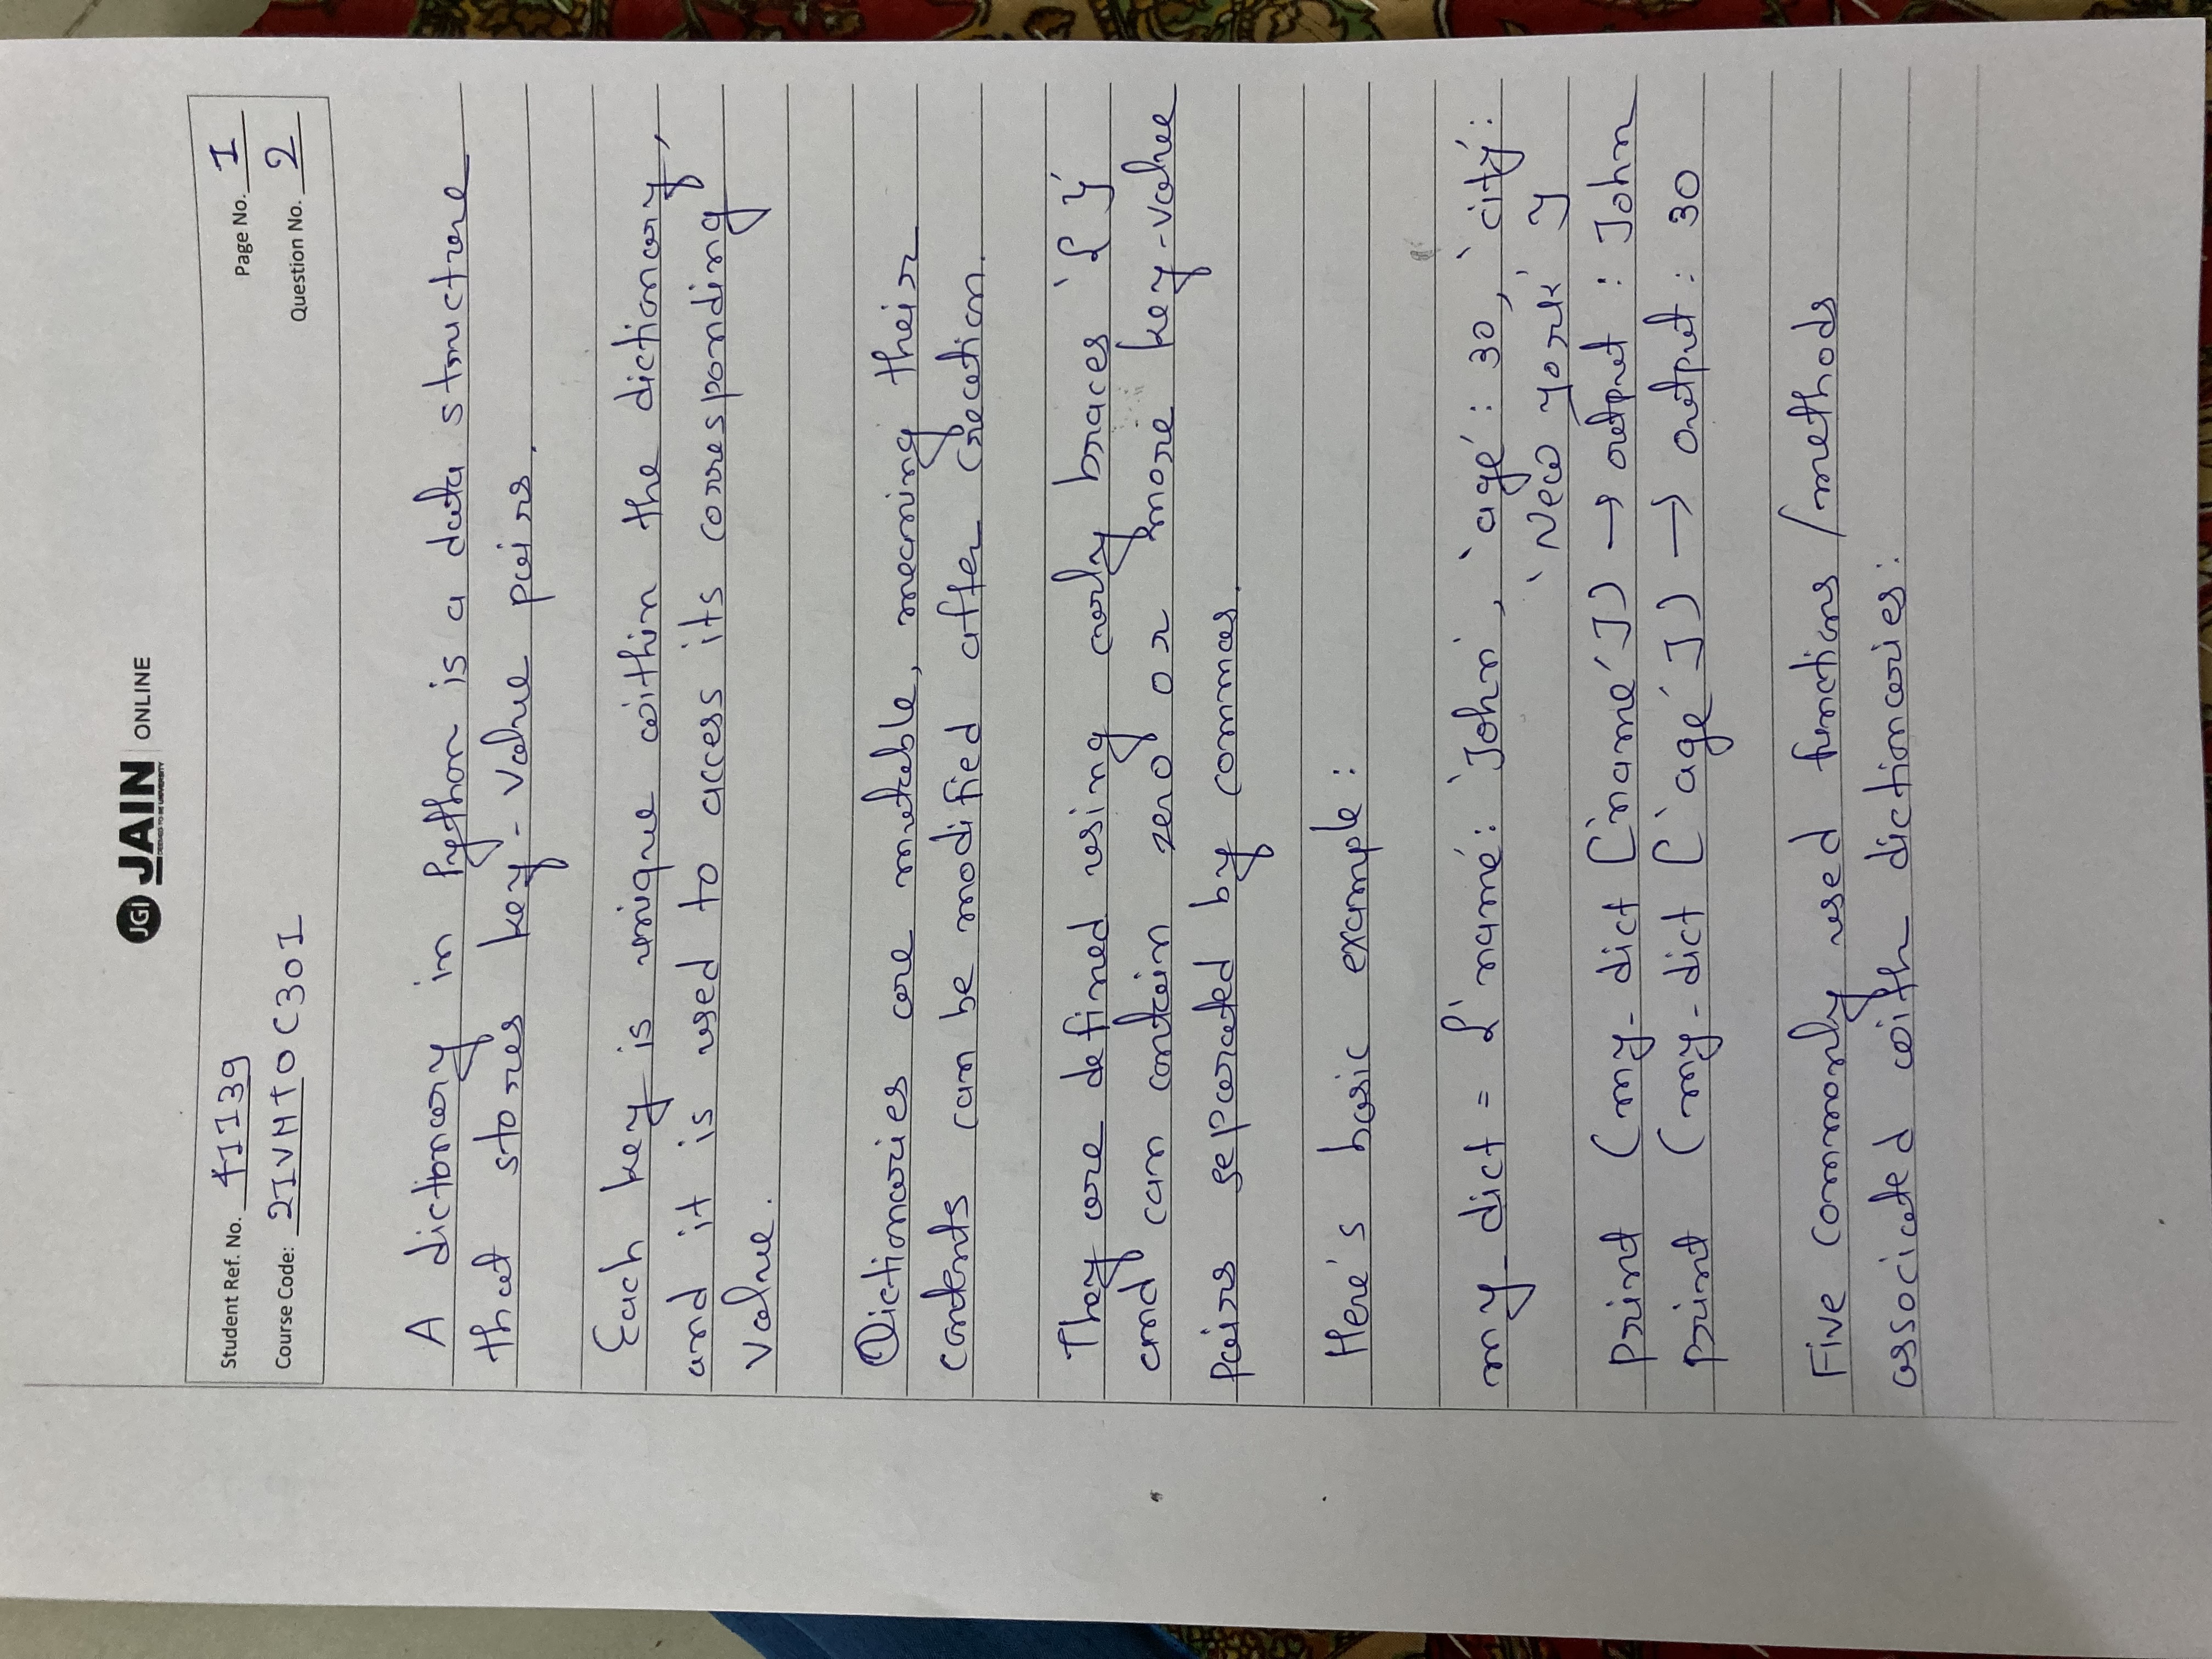 JGi JAIN ONLINE
DEEMED-TO-BE UNIVERSITY
Student Ref. No. 41139
Page No. 1
Course Code: 21VMTOC301
Question No. 2
A dictionary in Python is a data structure
that stores key-value pairs.
Each key is unique within the dictionary,
and it is used to access its corresponding
value.
Dictionaries are mutable, meaning their
contents can be modified after creation.
They are defined using curly braces '{ }'
and can contain zero or more key-value
pairs separated by commas.
Here's basic example:
my_dict = {'name': 'John', 'age': 30, 'city':
'New york' }
print (my_dict ['name']) → output : John
print (my_dict ['age']) → output : 30
Five commonly used functions /methods
associated with dictionaries: